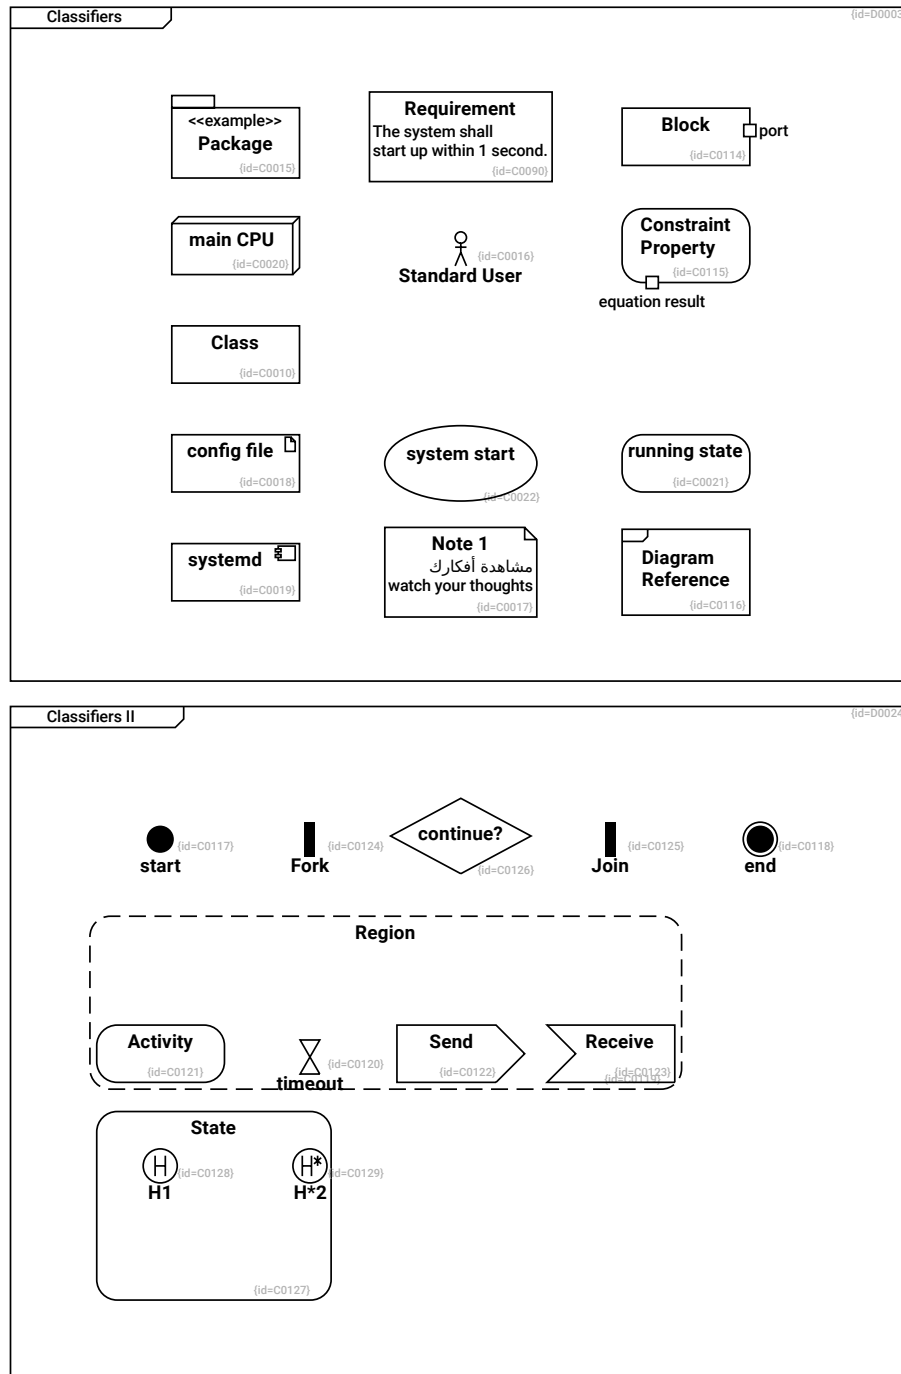 Classifiers
{id=D0003
<<example>>
Package
{id=C0015}
Requirement
The system shall
start up within 1 second.
{id=C0090}
Block
port
{id=C0114}
main CPU
{id=C0020}
{id=C0016}
Standard User
Constraint
Property
{id=C0115}
equation result
Class
{id=C0010}
config file
{id=C0018}
system start
{id=C0022}
running state
{id=C0021}
systemd
{id=C0019}
Note 1
مشاهدة أفكارك
watch your thoughts
{id=C0017}
Diagram
Reference
{id=C0116}
Classifiers II
{id=D0024
{id=C0117}
start
{id=C0124}
Fork
continue?
{id=C0126}
{id=C0125}
Join
{id=C0118}
end
Region
Activity
{id=C0121}
{id=C0120}
timeout
Send
{id=C0122}
Receive
{id=C0123}
{id=C0119}
State
H
{id=C0128}
H1
H*
{id=C0129}
H*2
{id=C0127}